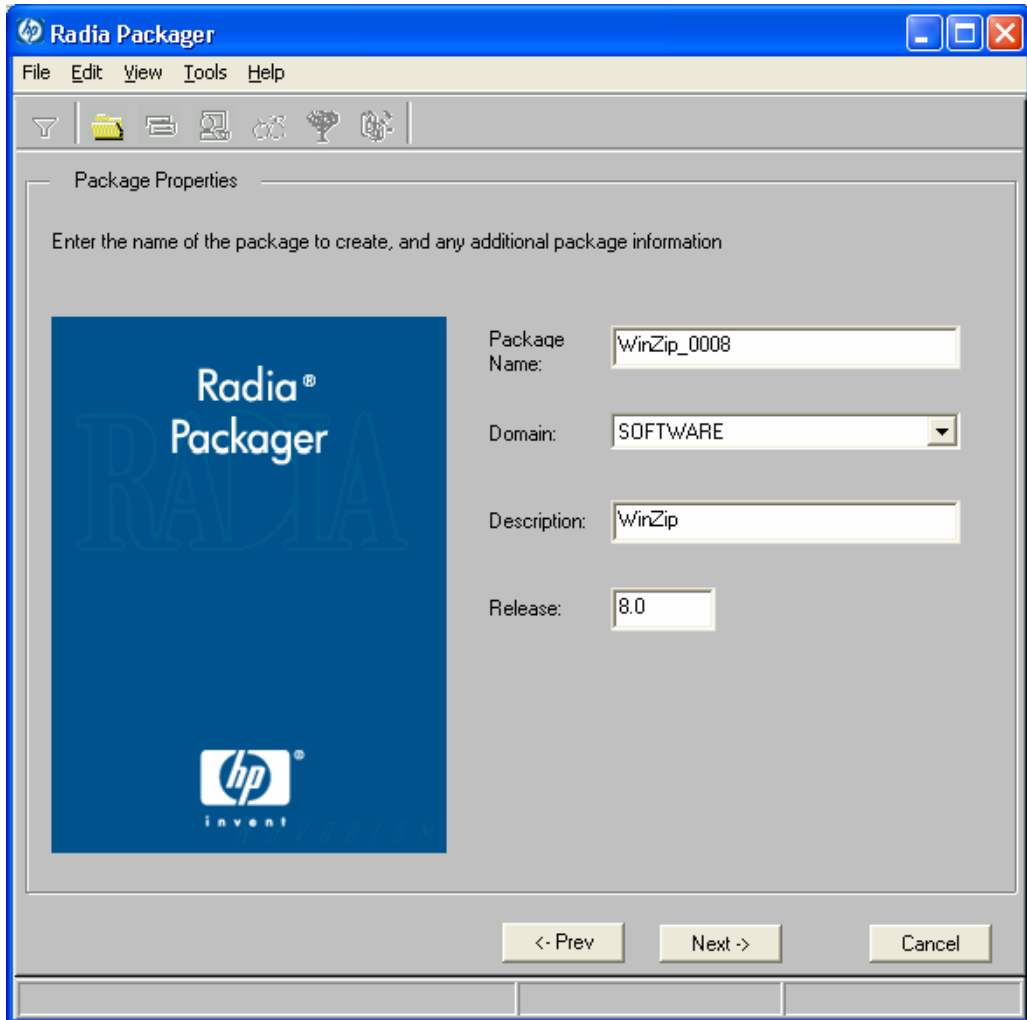 Radia Packager
File Edit View Tools Help
Package Properties
Enter the name of the package to create, and any additional package information
Radia®
Packager
RADIA
hp®
invent
NOVADIGM
Package Name:
WinZip_0008
Domain:
SOFTWARE
Description:
WinZip
Release:
8.0
<- Prev
Next ->
Cancel